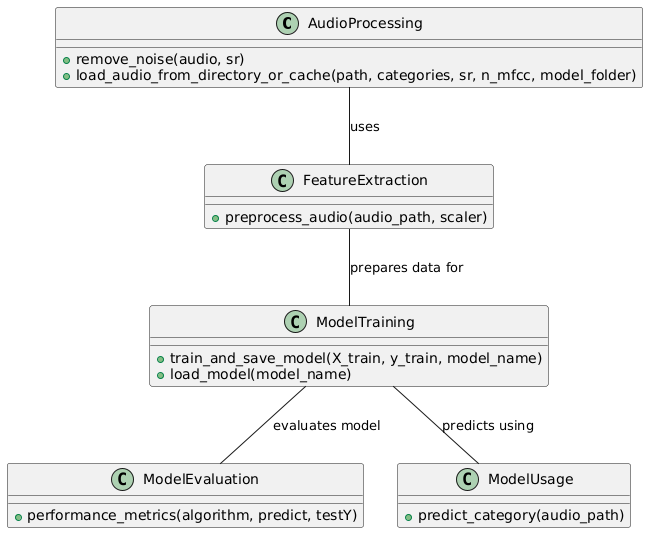 C AudioProcessing
remove_noise(audio, sr)
load_audio_from_directory_or_cache(path, categories, sr, n_mfcc, model_folder)
uses
C FeatureExtraction
preprocess_audio(audio_path, scaler)
prepares data for
C ModelTraining
train_and_save_model(X_train, y_train, model_name)
load_model(model_name)
evaluates model
predicts using
C ModelEvaluation
performance_metrics(algorithm, predict, testY)
C ModelUsage
predict_category(audio_path)